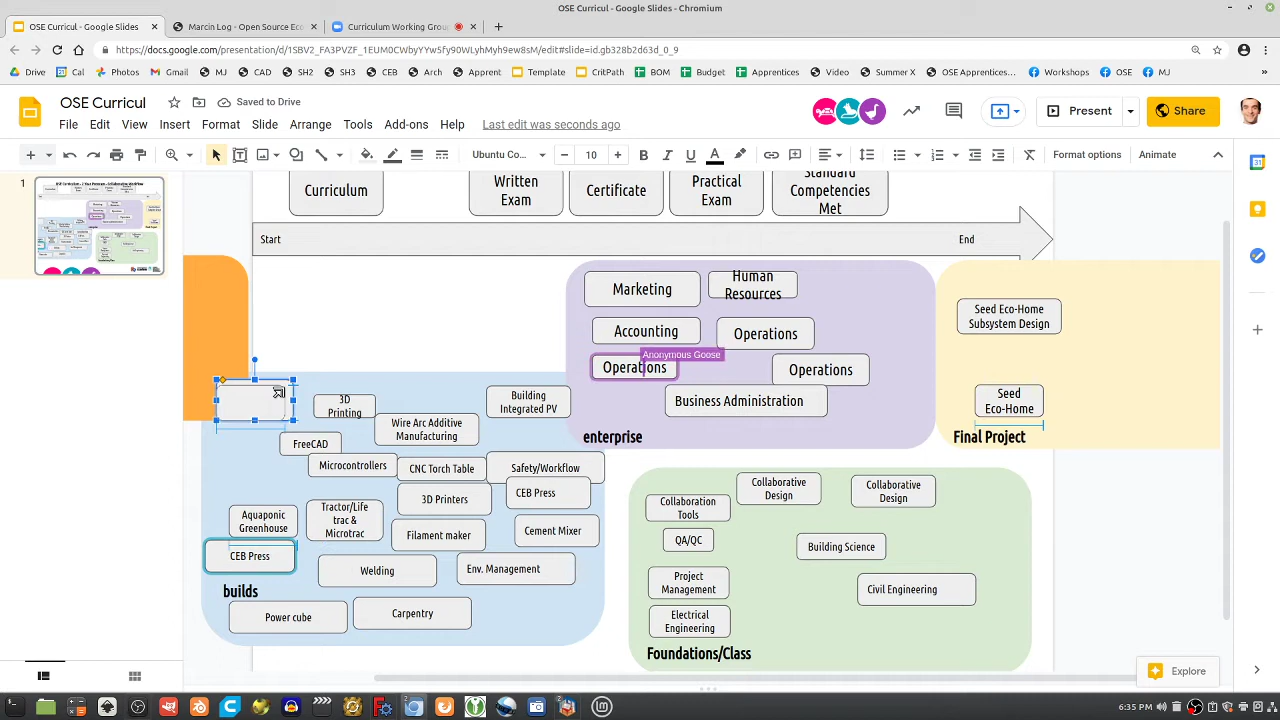 OSE Curricul - Google Slides - Chromium
OSE Curricul - Google Slides
Marcin Log - Open Source Eco
Curriculum Working Grou
https://docs.google.com/presentation/d/1SBV2_FA3PVZF_1EUM0CWbyYYw5fy90WLyhMyh9ew8sM/edit#slide=id.gb328b2d63d_0_9
Drive
Cal
Photos
Gmail
MJ
CAD
SH2
SH3
CEB
Arch
Apprent
Template
CritPath
BOM
Budget
Apprentices
Video
Summer X
OSE Apprentices...
Workshops
OSE
MJ
OSE Curricul
Saved to Drive
File
Edit
View
Insert
Format
Slide
Arrange
Tools
Add-ons
Help
Last edit was seconds ago
Present
Share
Ubuntu Co...
10
Format options
Animate
1
Curriculum
Written
Exam
Certificate
Practical
Exam
Standard
Competencies
Met
Start
End
Marketing
Human
Resources
Accounting
Operations
Anonymous Goose
Operations
Operations
Business Administration
enterprise
Seed Eco-Home
Subsystem Design
Seed
Eco-Home
Final Project
3D
Printing
Building
Integrated PV
Wire Arc Additive
Manufacturing
FreeCAD
Microcontrollers
CNC Torch Table
Safety/Workflow
3D Printers
CEB Press
Aquaponic
Greenhouse
Tractor/Life
trac &
Microtrac
Filament maker
Cement Mixer
CEB Press
Welding
Env. Management
builds
Power cube
Carpentry
Collaboration
Tools
Collaborative
Design
Collaborative
Design
QA/QC
Building Science
Project
Management
Civil Engineering
Electrical
Engineering
Foundations/Class
Explore
6:35 PM